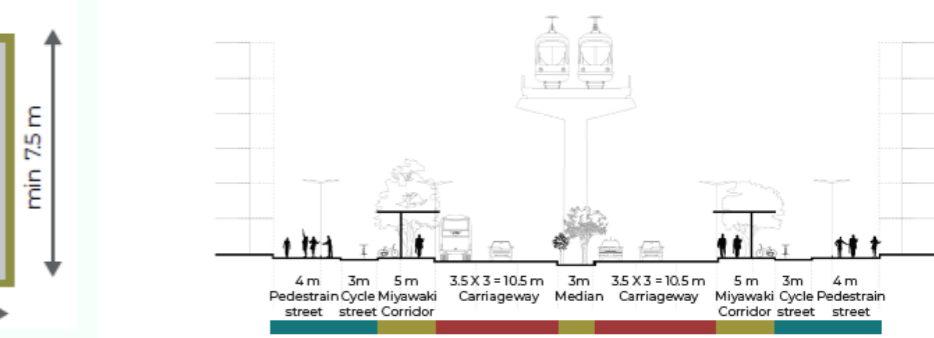 min 7.5 m
4 m
Pedestrain
street
3m
Cycle
street
5 m
Miyawaki
Corridor
3.5 X 3 = 10.5 m
Carriageway
3m
Median
3.5 X 3 = 10.5 m
Carriageway
5 m
Miyawaki
Corridor
3m
Cycle
street
4 m
Pedestrain
street